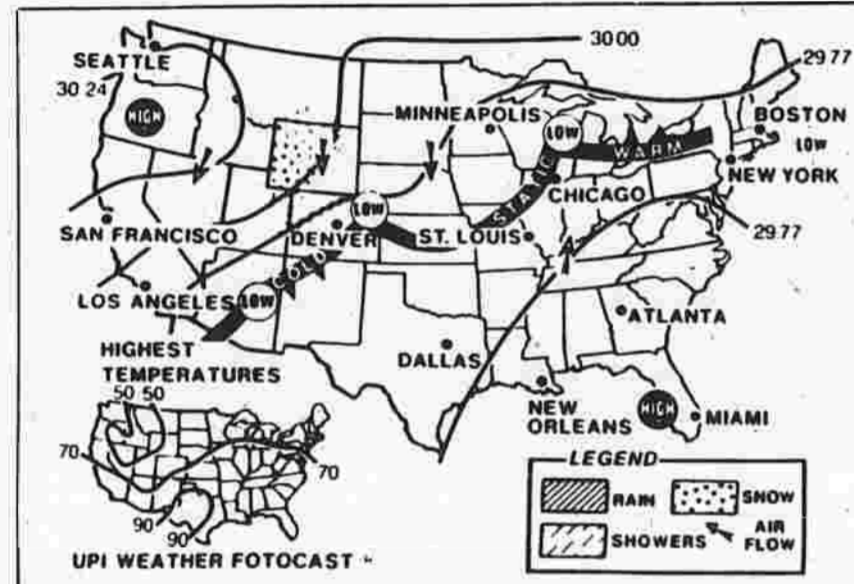 SEATTLE
30 24
HIGH
30 00
29 77
MINNEAPOLIS
LOW
BOSTON
LOW
WARM
NEW YORK
STATIC
CHICAGO
LOW
SAN FRANCISCO
DENVER
ST. LOUIS
29 77
COLD
LOS ANGELES
LOW
ATLANTA
HIGHEST
TEMPERATURES
DALLAS
50 50
NEW
ORLEANS
HIGH
MIAMI
70
70
90
90
LEGEND
RAIN
SNOW
SHOWERS
AIR
FLOW
UPI WEATHER FOTOCAST